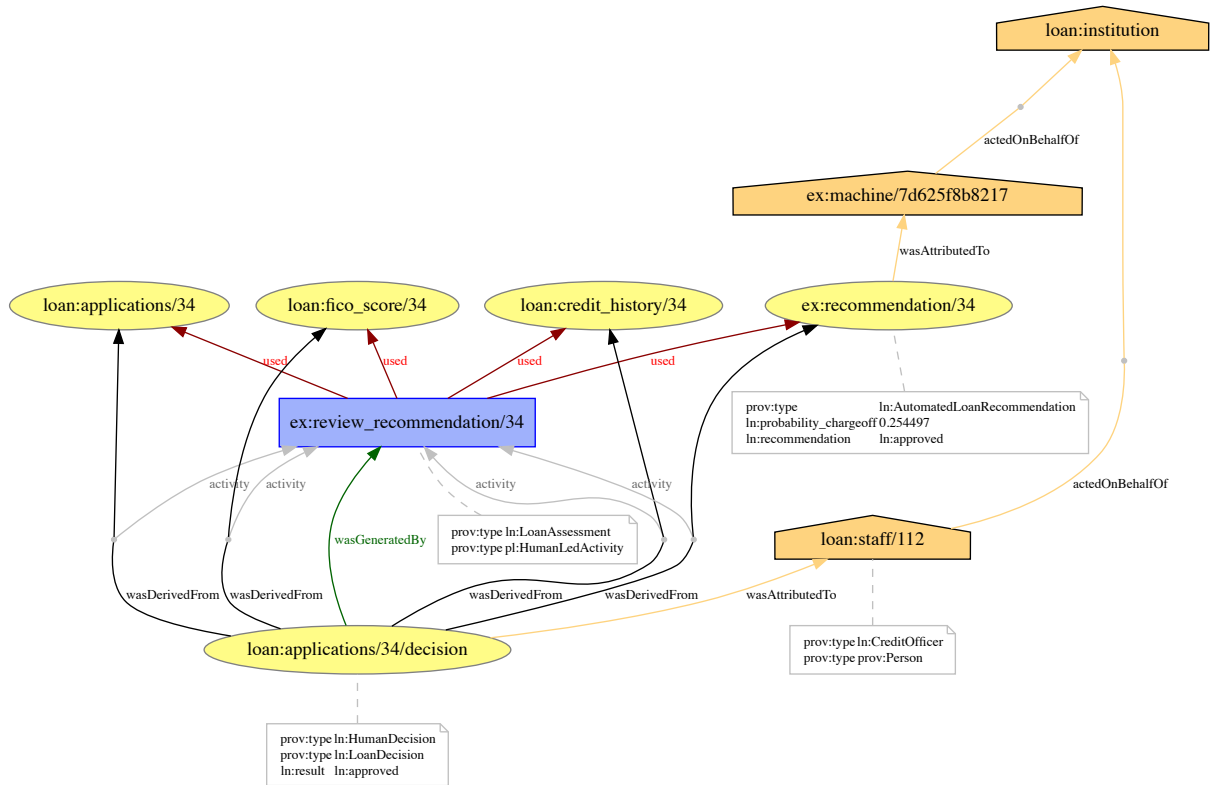 loan:institution
actedOnBehalfOf
ex:machine/7d625f8b8217
wasAttributedTo
loan:applications/34
loan:fico_score/34
loan:credit_history/34
ex:recommendation/34
used
used
used
used
prov:type ln:AutomatedLoanRecommendation
ln:probability_chargeoff 0.254497
ln:recommendation ln:approved
ex:review_recommendation/34
activity
activity
activity
activity
actedOnBehalfOf
prov:type ln:LoanAssessment
prov:type pl:HumanLedActivity
wasGeneratedBy
loan:staff/112
wasDerivedFrom
wasDerivedFrom
wasDerivedFrom
wasDerivedFrom
wasAttributedTo
prov:type ln:CreditOfficer
prov:type prov:Person
loan:applications/34/decision
prov:type ln:HumanDecision
prov:type ln:LoanDecision
ln:result ln:approved